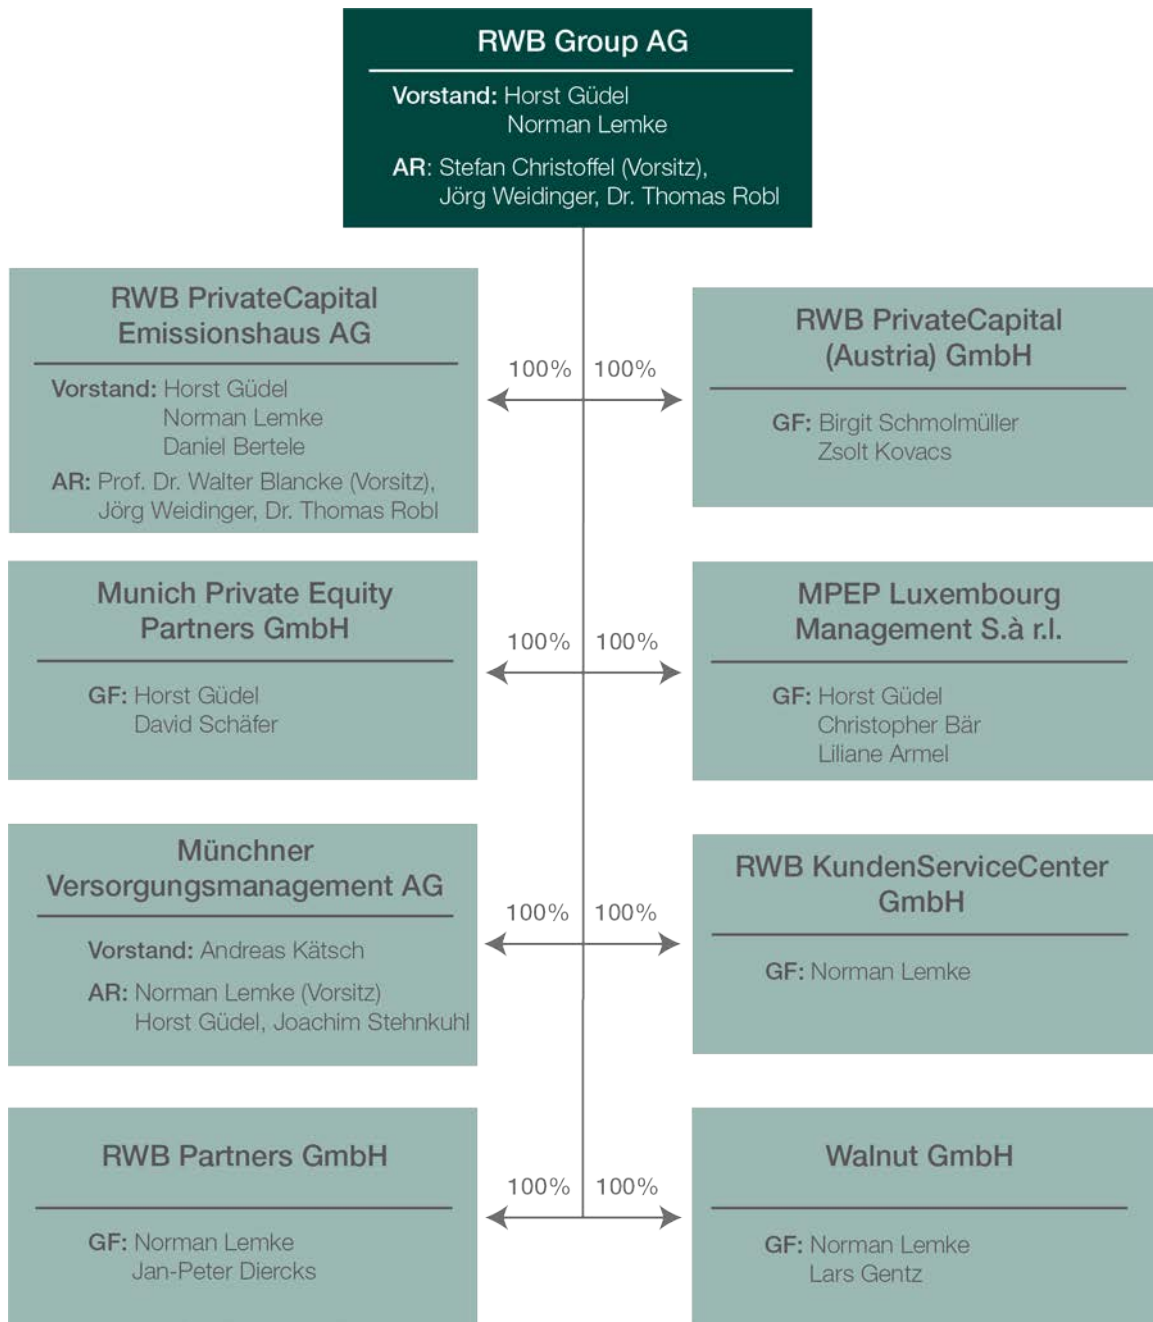 RWB Group AG
Vorstand: Horst Güdel
Norman Lemke
AR: Stefan Christoffel (Vorsitz),
Jörg Weidinger, Dr. Thomas Robl
RWB PrivateCapital
Emissionshaus AG
Vorstand: Horst Güdel
Norman Lemke
Daniel Bertele
AR: Prof. Dr. Walter Blancke (Vorsitz),
Jörg Weidinger, Dr. Thomas Robl
100% 100%
RWB PrivateCapital
(Austria) GmbH
GF: Birgit Schmolmüller
Zsolt Kovacs
Munich Private Equity
Partners GmbH
GF: Horst Güdel
David Schäfer
100% 100%
MPEP Luxembourg
Management S.à r.l.
GF: Horst Güdel
Christopher Bär
Liliane Armel
Münchner
Versorgungsmanagement AG
Vorstand: Andreas Kätsch
AR: Norman Lemke (Vorsitz)
Horst Güdel, Joachim Stehnkuhl
100% 100%
RWB KundenServiceCenter
GmbH
GF: Norman Lemke
RWB Partners GmbH
GF: Norman Lemke
Jan-Peter Diercks
100% 100%
Walnut GmbH
GF: Norman Lemke
Lars Gentz